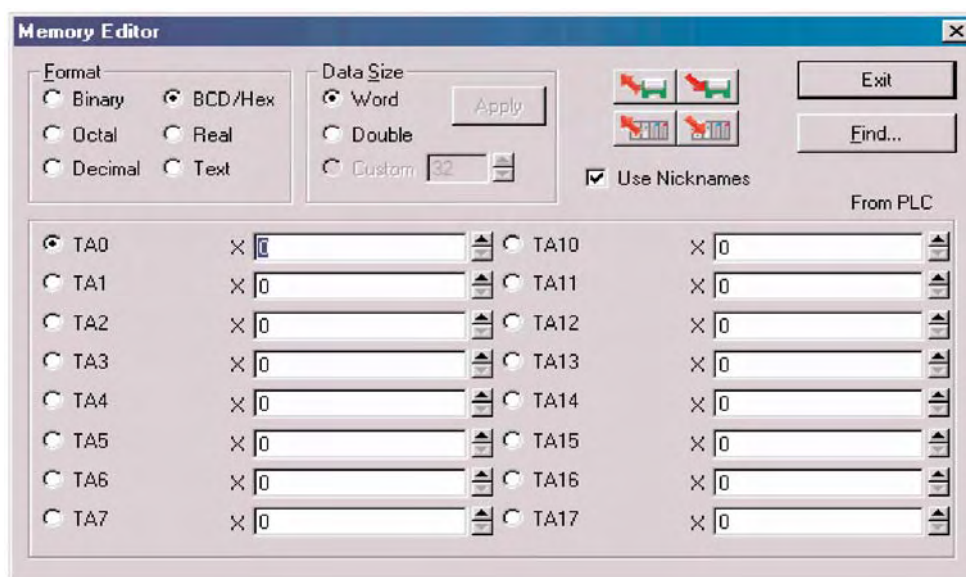 Memory Editor
Format
Binary BCD/Hex
Octal Real
Decimal Text
Data Size
Word
Double
Custom 32
Apply
Use Nicknames
Exit
Find...
From PLC
TA0 X 0 TA10 X 0
TA1 X 0 TA11 X 0
TA2 X 0 TA12 X 0
TA3 X 0 TA13 X 0
TA4 X 0 TA14 X 0
TA5 X 0 TA15 X 0
TA6 X 0 TA16 X 0
TA7 X 0 TA17 X 0